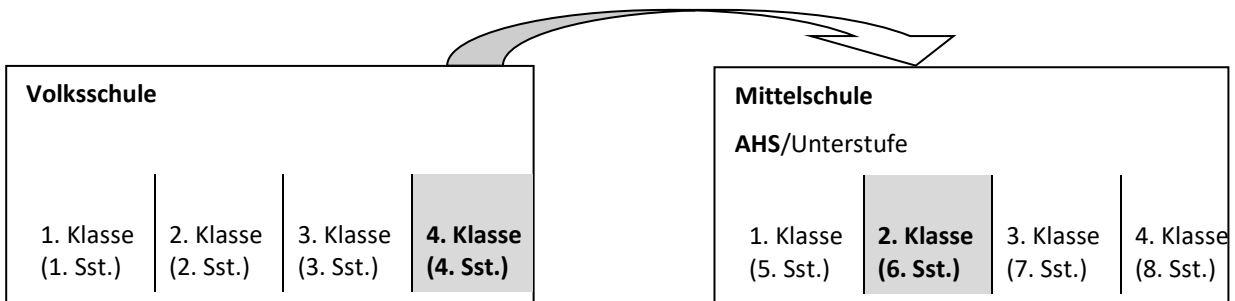 Volksschule
1. Klasse
(1. Sst.)
2. Klasse
(2. Sst.)
3. Klasse
(3. Sst.)
4. Klasse
(4. Sst.)
Mittelschule
AHS/Unterstufe
1. Klasse
(5. Sst.)
2. Klasse
(6. Sst.)
3. Klasse
(7. Sst.)
4. Klasse
(8. Sst.)